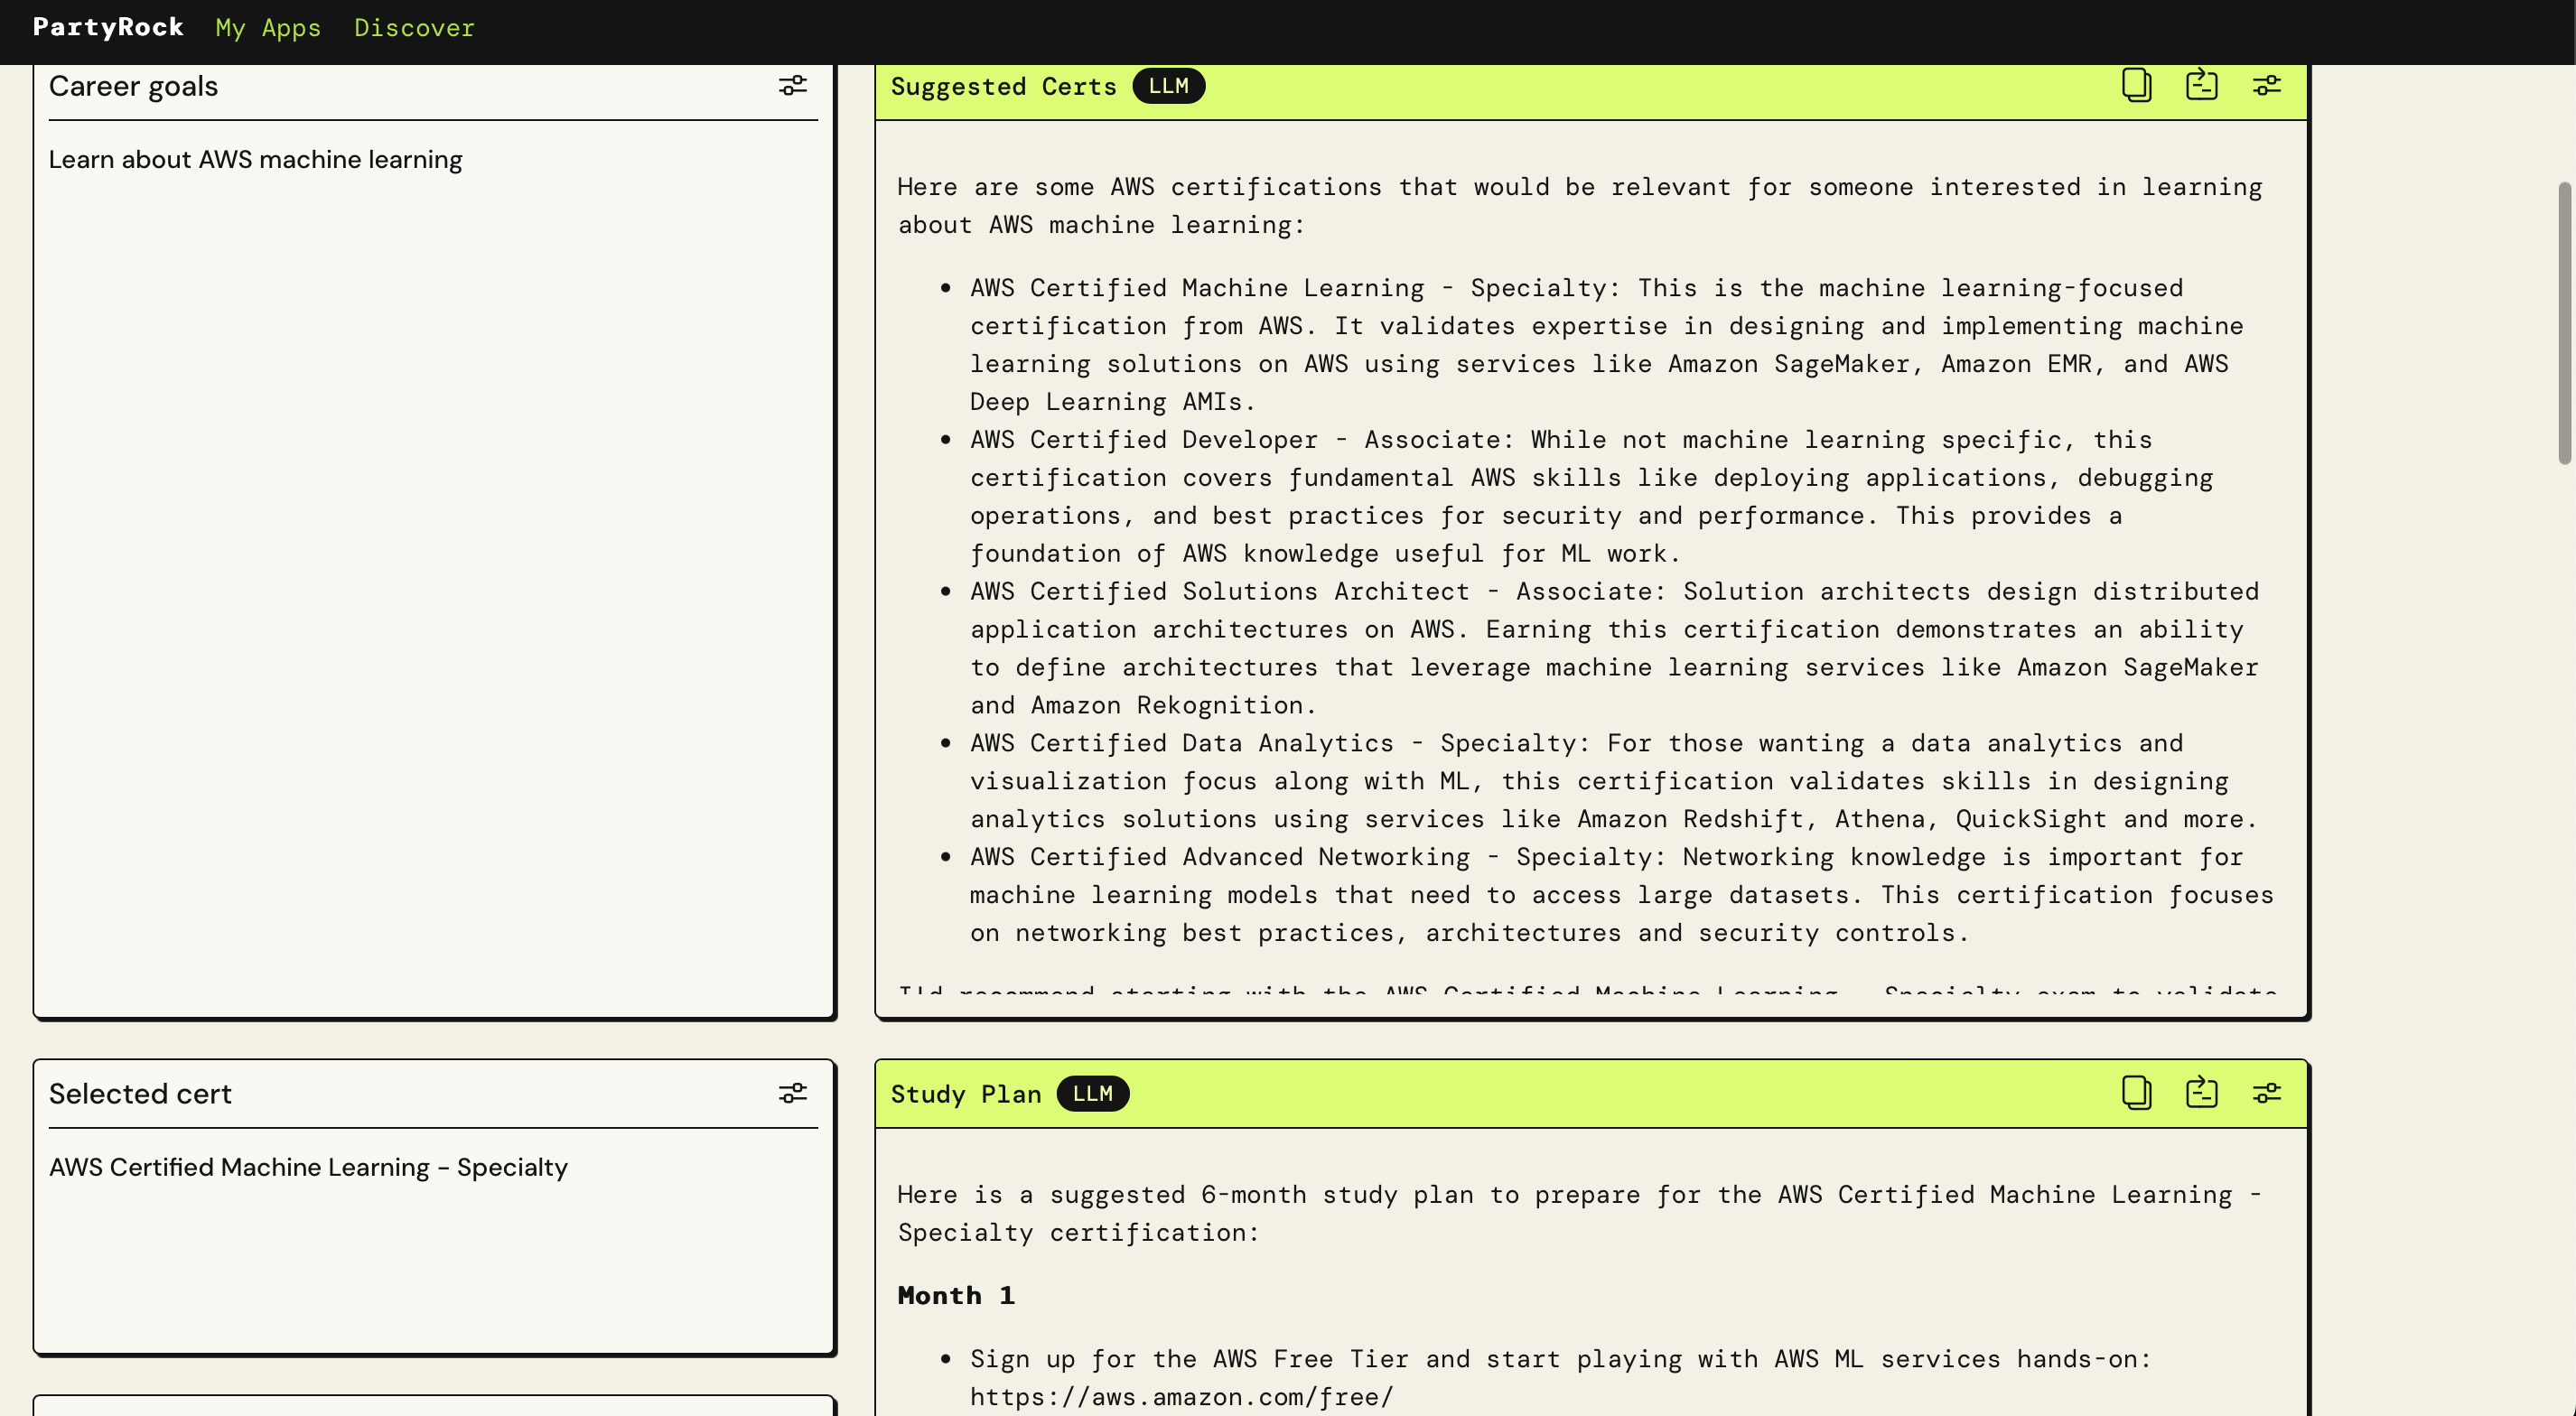 PartyRock My Apps Discover
Career goals
Learn about AWS machine learning
Suggested Certs LLM
Here are some AWS certifications that would be relevant for someone interested in learning
about AWS machine learning:
• AWS Certified Machine Learning - Specialty: This is the machine learning-focused
certification from AWS. It validates expertise in designing and implementing machine
learning solutions on AWS using services like Amazon SageMaker, Amazon EMR, and AWS
Deep Learning AMIs.
• AWS Certified Developer - Associate: While not machine learning specific, this
certification covers fundamental AWS skills like deploying applications, debugging
operations, and best practices for security and performance. This provides a
foundation of AWS knowledge useful for ML work.
• AWS Certified Solutions Architect - Associate: Solution architects design distributed
application architectures on AWS. Earning this certification demonstrates an ability
to define architectures that leverage machine learning services like Amazon SageMaker
and Amazon Rekognition.
• AWS Certified Data Analytics - Specialty: For those wanting a data analytics and
visualization focus along with ML, this certification validates skills in designing
analytics solutions using services like Amazon Redshift, Athena, QuickSight and more.
• AWS Certified Advanced Networking - Specialty: Networking knowledge is important for
machine learning models that need to access large datasets. This certification focuses
on networking best practices, architectures and security controls.
I'd recommend starting with the AWS Certified Machine Learning - Specialty exam to validate
Selected cert
AWS Certified Machine Learning - Specialty
Study Plan LLM
Here is a suggested 6-month study plan to prepare for the AWS Certified Machine Learning -
Specialty certification:
Month 1
• Sign up for the AWS Free Tier and start playing with AWS ML services hands-on:
https://aws.amazon.com/free/